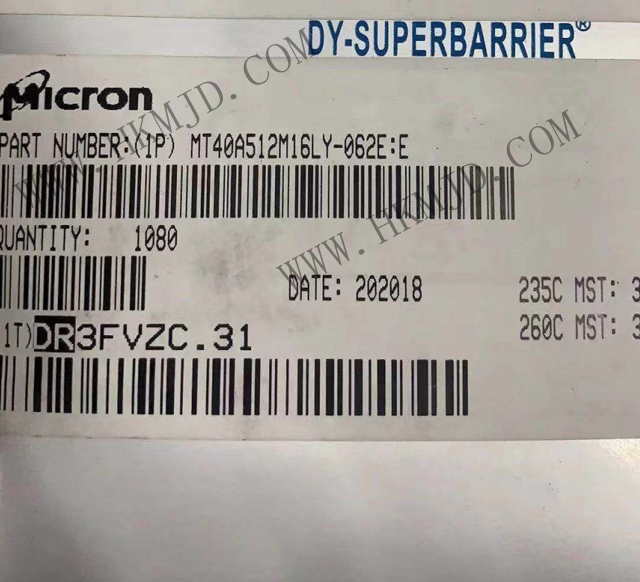 DY-SUPERBARRIER®
Micron
PART NUMBER:(1P) MT40A512M16LY-062E:E
QUANTITY: 1080
DATE: 202018
235C MST: 3
260C MST: 3
1T)DR3FVZC.31
WWW.HKMJD.COM
WWW.HKMJD.COM